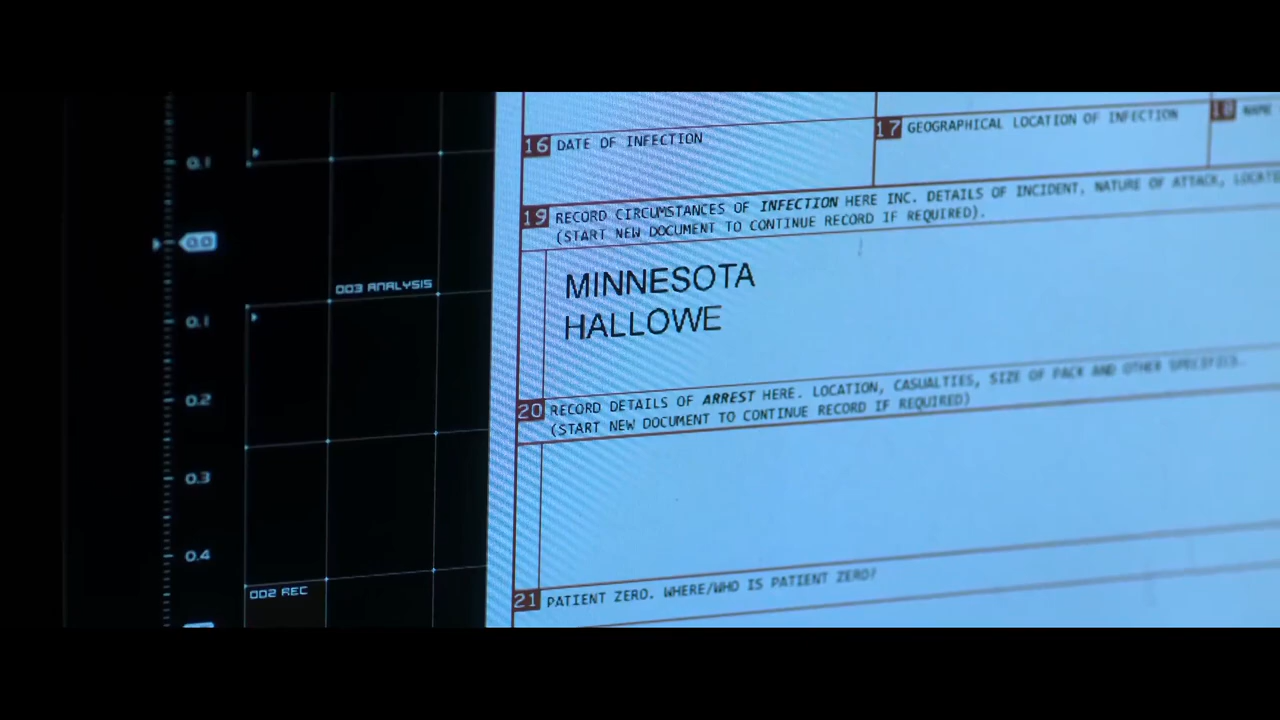 0.1
0.0
0.1
0.2
0.3
0.4
003 ANALYSIS
002 REC
16 DATE OF INFECTION
17 GEOGRAPHICAL LOCATION OF INFECTION
18 NAME
19 RECORD CIRCUMSTANCES OF INFECTION HERE INC. DETAILS OF INCIDENT. NATURE OF ATTACK, LOCATE
(START NEW DOCUMENT TO CONTINUE RECORD IF REQUIRED).
MINNESOTA
HALLOWE
20 RECORD DETAILS OF ARREST HERE. LOCATION, CASUALTIES, SIZE OF PACK AND OTHER SPECIFICS.
(START NEW DOCUMENT TO CONTINUE RECORD IF REQUIRED)
21 PATIENT ZERO. WHERE/WHO IS PATIENT ZERO?